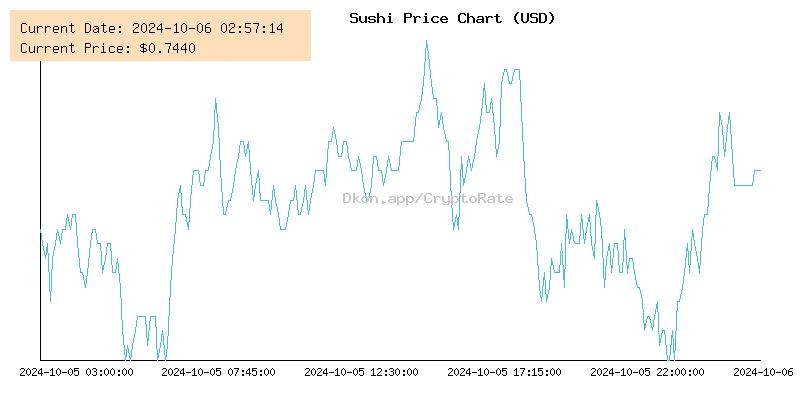 Sushi Price Chart (USD)
Current Date: 2024-10-06 02:57:14
Current Price: $0.7440
Dkon.app/CryptoRate
2024-10-05 03:00:00 2024-10-05 07:45:00 2024-10-05 12:30:00 2024-10-05 17:15:00 2024-10-05 22:00:00 2024-10-06